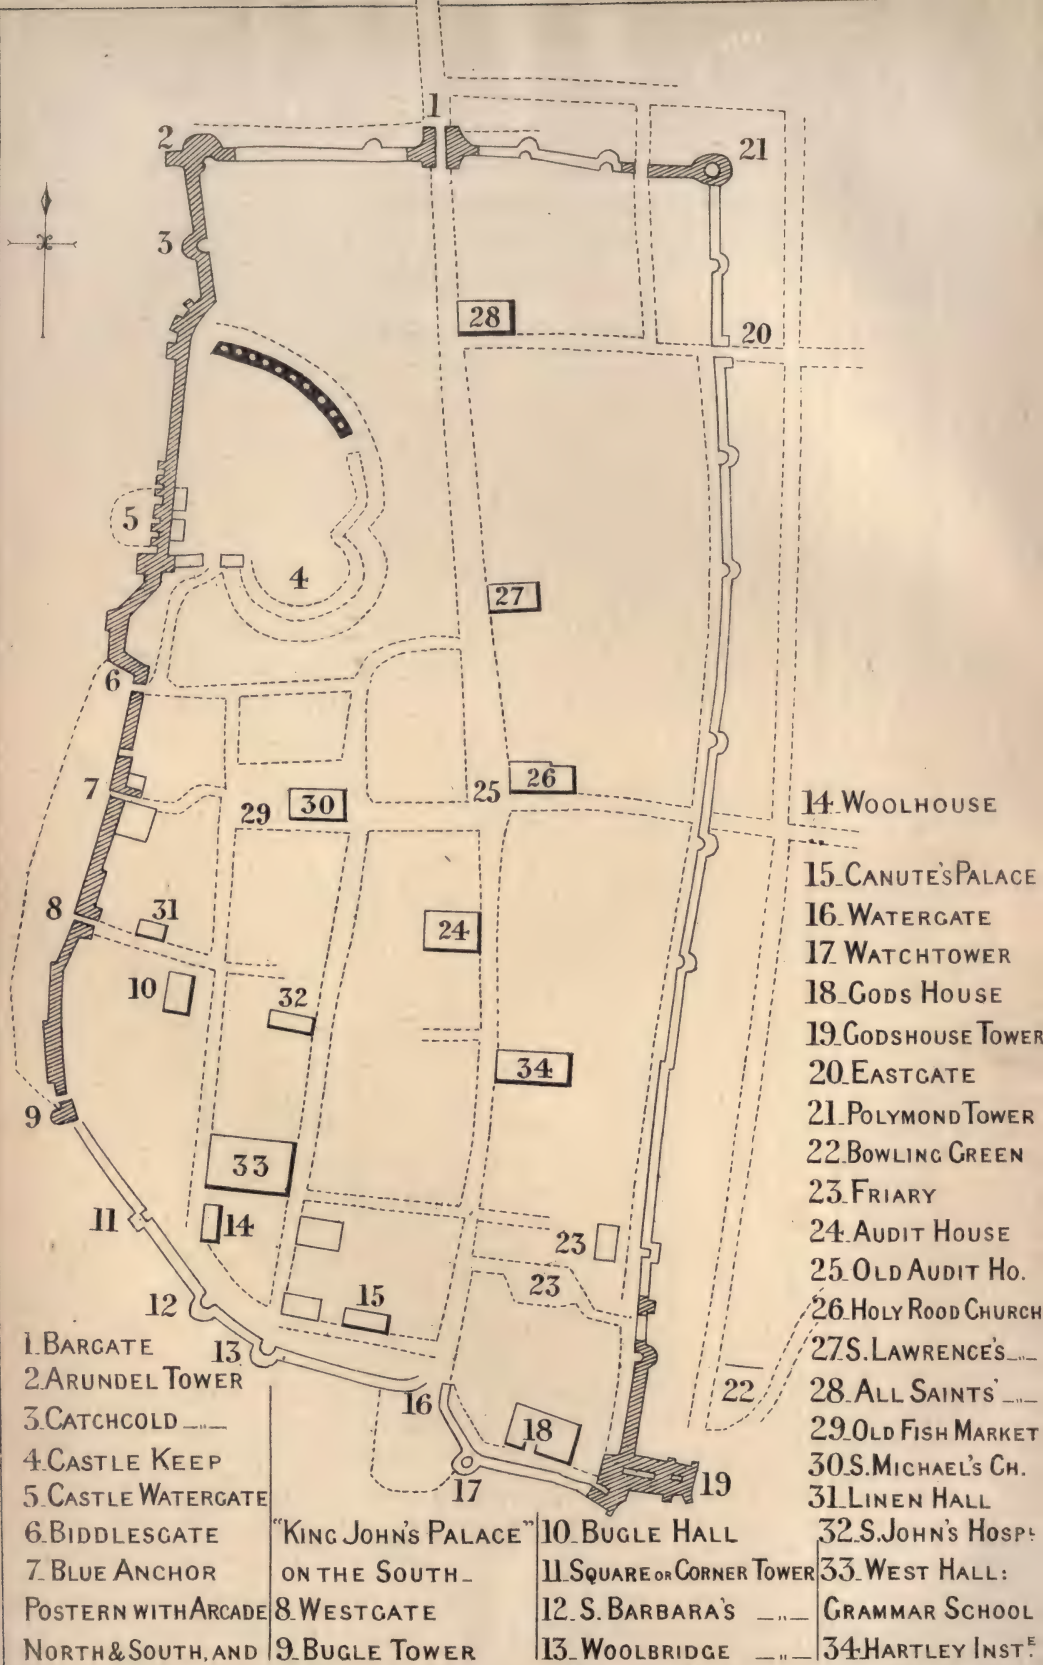 1
2
21
3
28
20
5
4
27
6
7
25
26
29
30
8
31
24
10
32
34
9
33
11
14
23
12
15
23
13
16
22
18
17
19
1.BARGATE
2.ARUNDEL TOWER
3.CATCHCOLD _„_
4.CASTLE KEEP
5.CASTLE WATERGATE
6.BIDDLESGATE
7.BLUE ANCHOR
POSTERN WITH ARCADE
NORTH & SOUTH, AND
"KING JOHN'S PALACE"
ON THE SOUTH_
8.WESTGATE
9.BUGLE TOWER
10.BUGLE HALL
11.SQUARE OR CORNER TOWER
12.S. BARBARA'S _„_
13.WOOLBRIDGE _„_
14.WOOLHOUSE
15.CANUTE'S PALACE
16.WATERGATE
17.WATCHTOWER
18.GODS HOUSE
19.GODSHOUSE TOWER
20.EASTGATE
21.POLYMOND TOWER
22.BOWLING GREEN
23.FRIARY
24.AUDIT HOUSE
25.OLD AUDIT HO.
26.HOLY ROOD CHURCH
27.S.LAWRENCE'S _„_
28.ALL SAINTS' _„_
29.OLD FISH MARKET
30.S.MICHAEL'S CH.
31.LINEN HALL
32.S.JOHN'S HOSPL
33.WEST HALL:
GRAMMAR SCHOOL
34.HARTLEY INSTE.